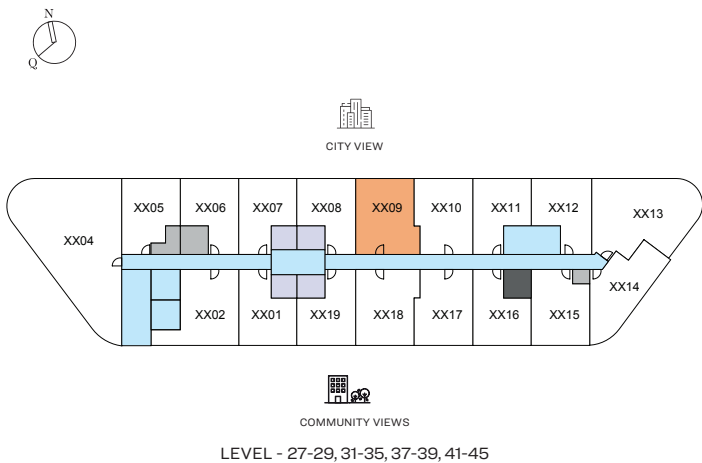 N
Q
CITY VIEW
XX05 XX06 XX07 XX08 XX09 XX10 XX11 XX12 XX13
XX04
XX14
XX02 XX01 XX19 XX18 XX17 XX16 XX15
COMMUNITY VIEWS
LEVEL - 27-29, 31-35, 37-39, 41-45